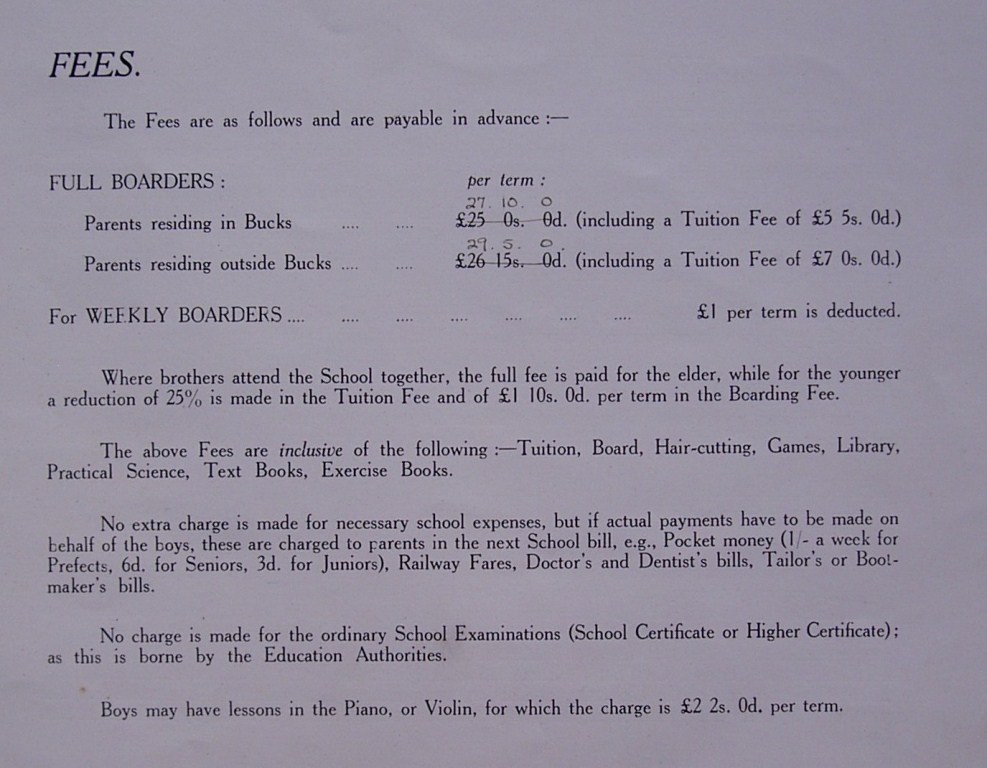 FEES.
The Fees are as follows and are payable in advance :—
FULL BOARDERS : per term :
27. 10. 0
Parents residing in Bucks .... .... £25 0s. 0d. (including a Tuition Fee of £5 5s. 0d.)
29. 5. 0.
Parents residing outside Bucks .... .... £26 15s. 0d. (including a Tuition Fee of £7 0s. 0d.)
For WEEKLY BOARDERS .... .... .... .... .... .... .... £1 per term is deducted.
Where brothers attend the School together, the full fee is paid for the elder, while for the younger
a reduction of 25% is made in the Tuition Fee and of £1 10s. 0d. per term in the Boarding Fee.
The above Fees are inclusive of the following :—Tuition, Board, Hair-cutting, Games, Library,
Practical Science, Text Books, Exercise Books.
No extra charge is made for necessary school expenses, but if actual payments have to be made on
behalf of the boys, these are charged to parents in the next School bill, e.g., Pocket money (1/- a week for
Prefects, 6d. for Seniors, 3d. for Juniors), Railway Fares, Doctor's and Dentist's bills, Tailor's or Boot-
maker's bills.
No charge is made for the ordinary School Examinations (School Certificate or Higher Certificate);
as this is borne by the Education Authorities.
Boys may have lessons in the Piano, or Violin, for which the charge is £2 2s. 0d. per term.